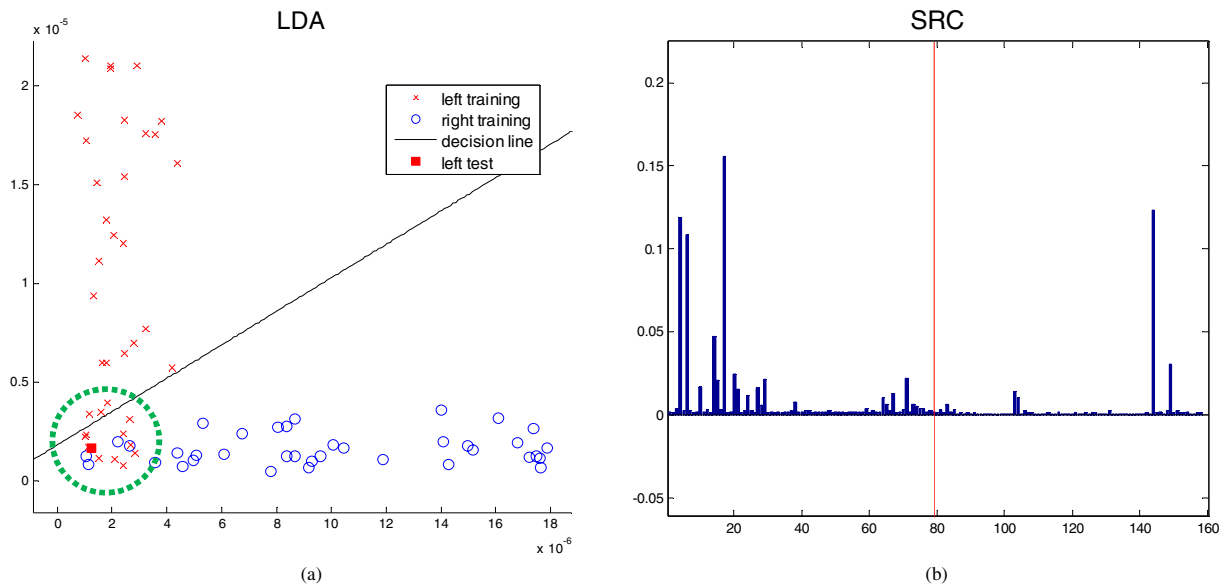 LDA
x 10^-5
2
1.5
1
0.5
0
left training
right training
decision line
left test
0 2 4 6 8 10 12 14 16 18
x 10^-6
(a)
SRC
0.2
0.15
0.1
0.05
0
-0.05
20 40 60 80 100 120 140 160
(b)